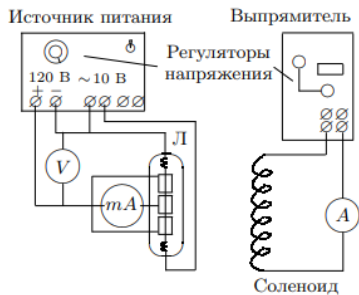 Источник питания
Выпрямитель
Регуляторы
напряжения
120 В ~10 В
+ −
Л
V
mA
A
Соленоид